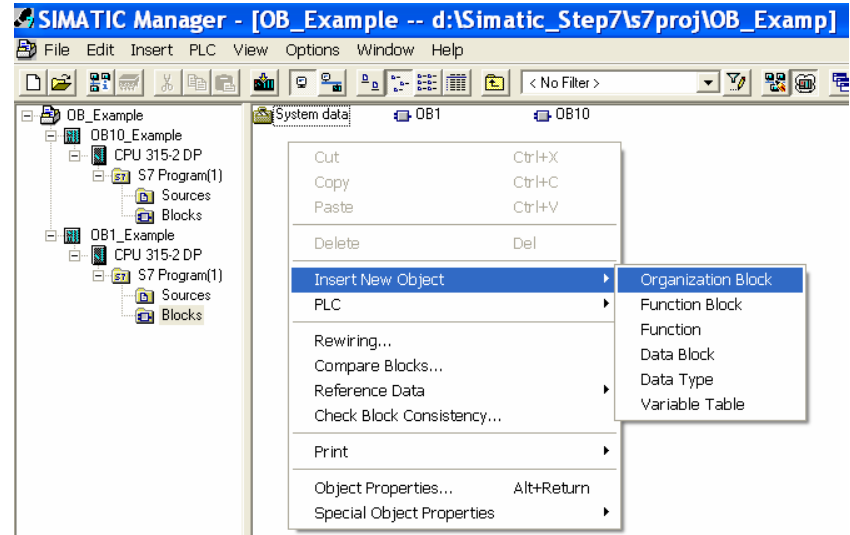 SIMATIC Manager - [OB_Example -- d:\Simatic_Step7\s7proj\OB_Examp]
File Edit Insert PLC View Options Window Help
< No Filter >
OB_Example
OB10_Example
CPU 315-2 DP
S7 Program(1)
Sources
Blocks
OB1_Example
CPU 315-2 DP
S7 Program(1)
Sources
Blocks
System data OB1 OB10
Cut Ctrl+X
Copy Ctrl+C
Paste Ctrl+V
Delete Del
Insert New Object
PLC
Rewiring...
Compare Blocks...
Reference Data
Check Block Consistency...
Print
Object Properties... Alt+Return
Special Object Properties
Organization Block
Function Block
Function
Data Block
Data Type
Variable Table